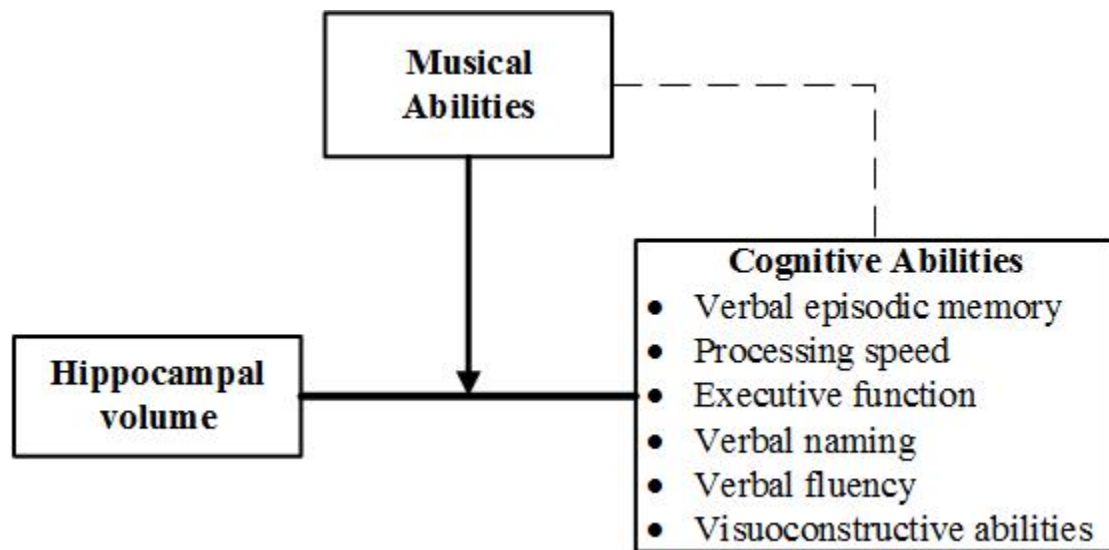 Musical
Abilities
Cognitive Abilities
• Verbal episodic memory
• Processing speed
• Executive function
• Verbal naming
• Verbal fluency
• Visuoconstructive abilities
Hippocampal
volume